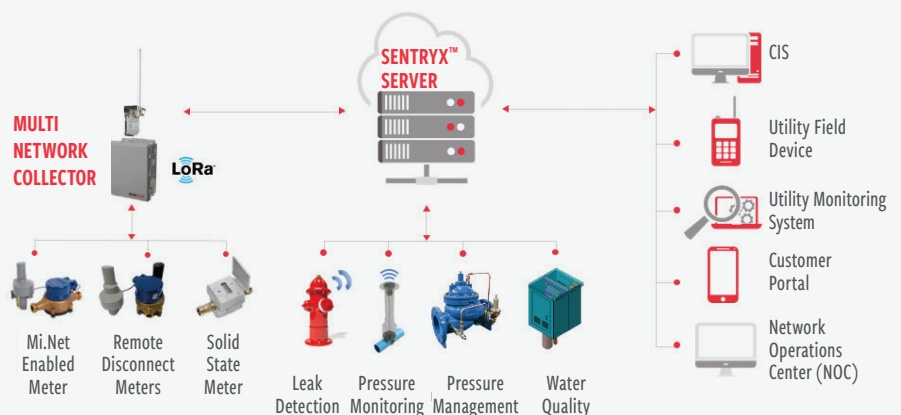 SENTRYX™
SERVER
CIS
MULTI
NETWORK
COLLECTOR
LoRa
Utility Field
Device
Utility Monitoring
System
Customer
Portal
Network
Operations
Center (NOC)
Mi.Net
Enabled
Meter
Remote
Disconnect
Meters
Solid
State
Meter
Leak
Detection
Pressure
Monitoring
Pressure
Management
Water
Quality